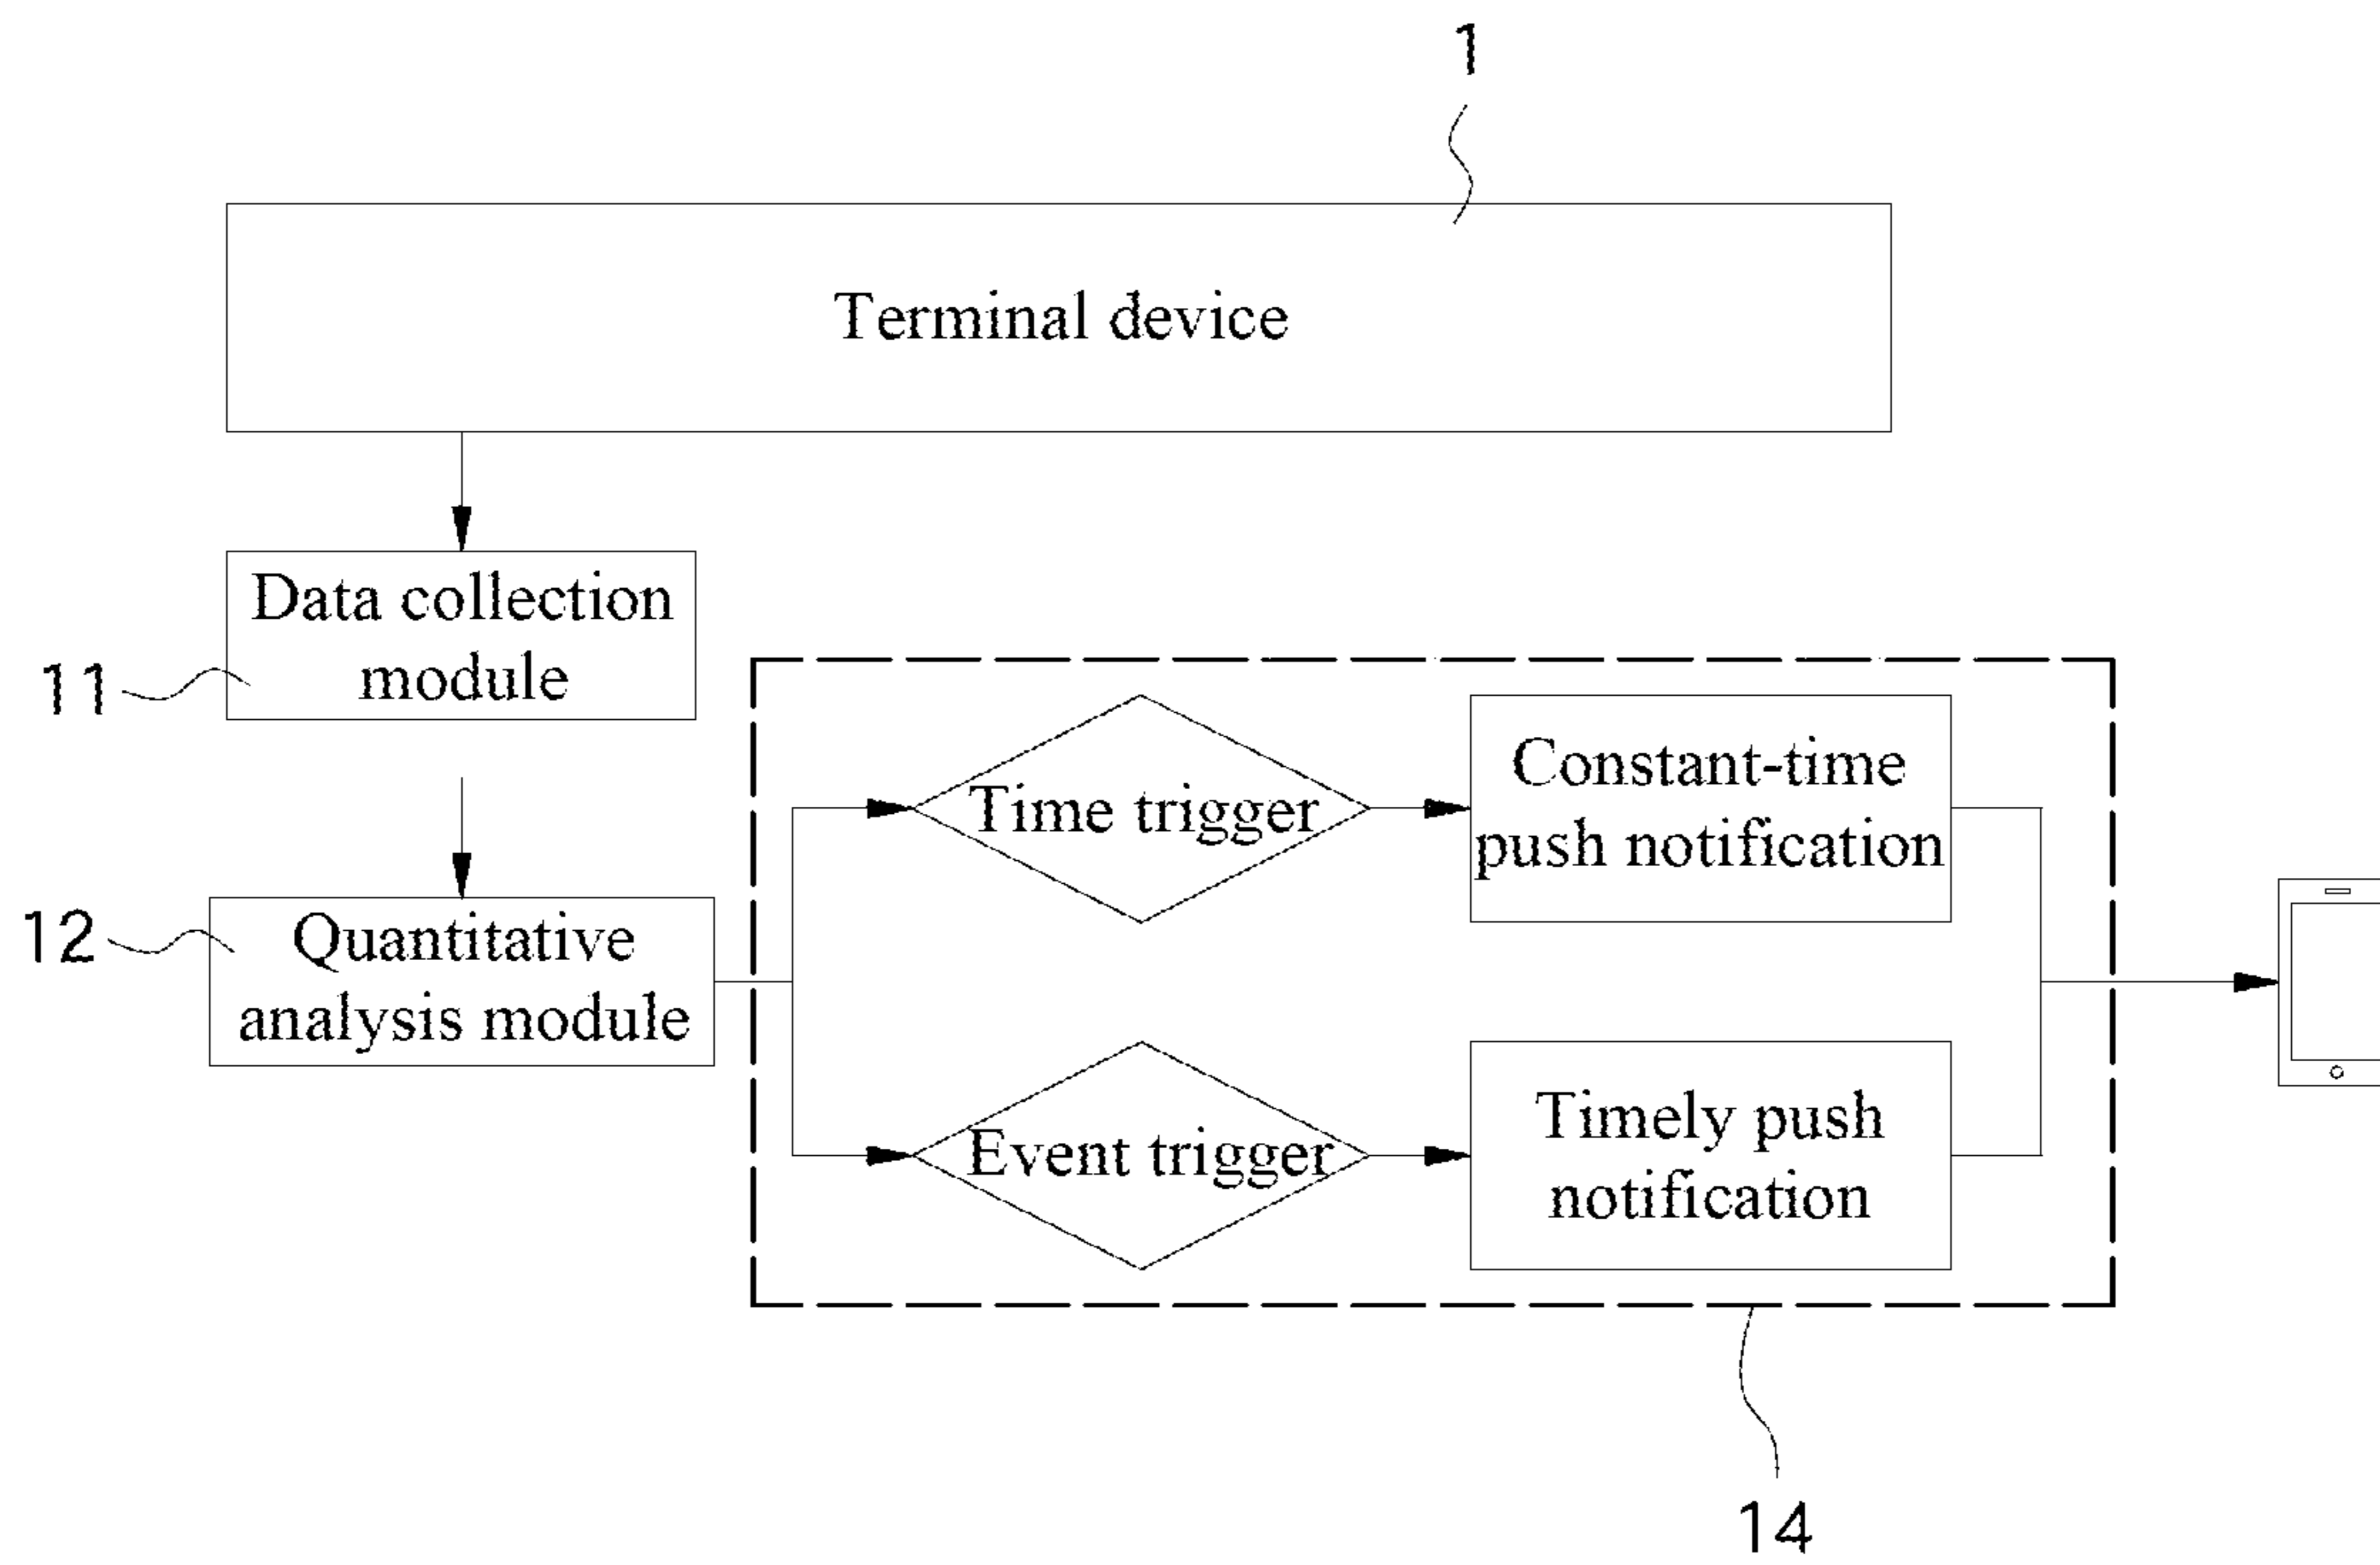 1
Terminal device
Data collection
module
11
Constant-time
push notification
Time trigger
12
Quantitative
analysis module
Timely push
notification
Event trigger
14